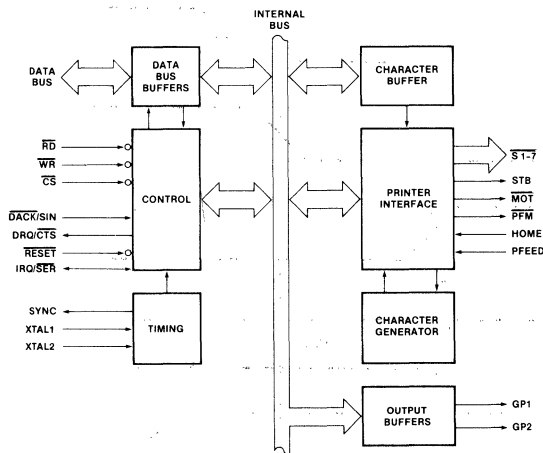 INTERNAL
BUS
DATA
BUS
DATA
BUS
BUFFERS
CHARACTER
BUFFER
RD
WR
CS
DACK/SIN
DRQ/CTS
RESET
IRQ/SER
CONTROL
PRINTER
INTERFACE
S 1-7
STB
MOT
PFM
HOME
PFEED
SYNC
XTAL1
XTAL2
TIMING
CHARACTER
GENERATOR
OUTPUT
BUFFERS
GP1
GP2